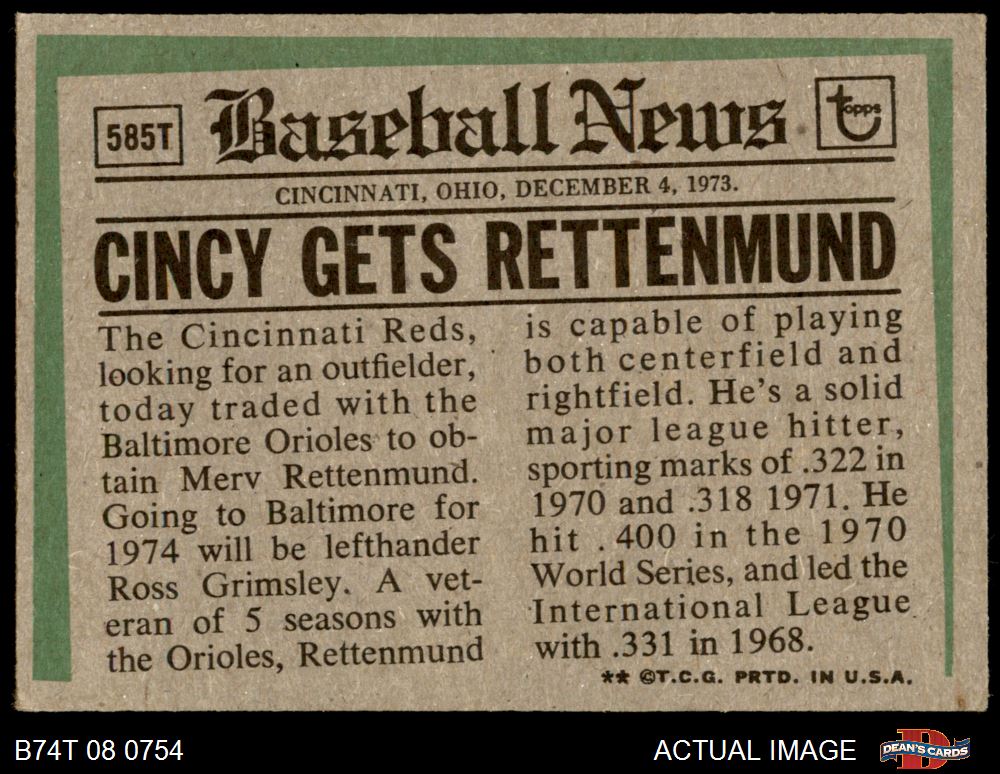 585T
Baseball News
topps
CINCINNATI, OHIO, DECEMBER 4, 1973.
CINCY GETS RETTENMUND
The Cincinnati Reds,
looking for an outfielder,
today traded with the
Baltimore Orioles to ob-
tain Merv Rettenmund.
Going to Baltimore for
1974 will be lefthander
Ross Grimsley. A vet-
eran of 5 seasons with
the Orioles, Rettenmund
is capable of playing
both centerfield and
rightfield. He's a solid
major league hitter,
sporting marks of .322 in
1970 and .318 1971. He
hit .400 in the 1970
World Series, and led the
International League
with .331 in 1968.
** ©T.C.G. PRTD. IN U.S.A.
B74T 08 0754
ACTUAL IMAGE
DEAN'S CARDS